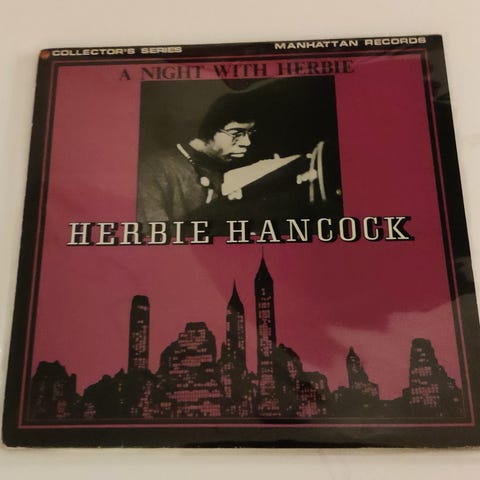 COLLECTOR'S SERIES
MANHATTAN RECORDS
A NIGHT WITH HERBIE
HERBIE HANCOCK